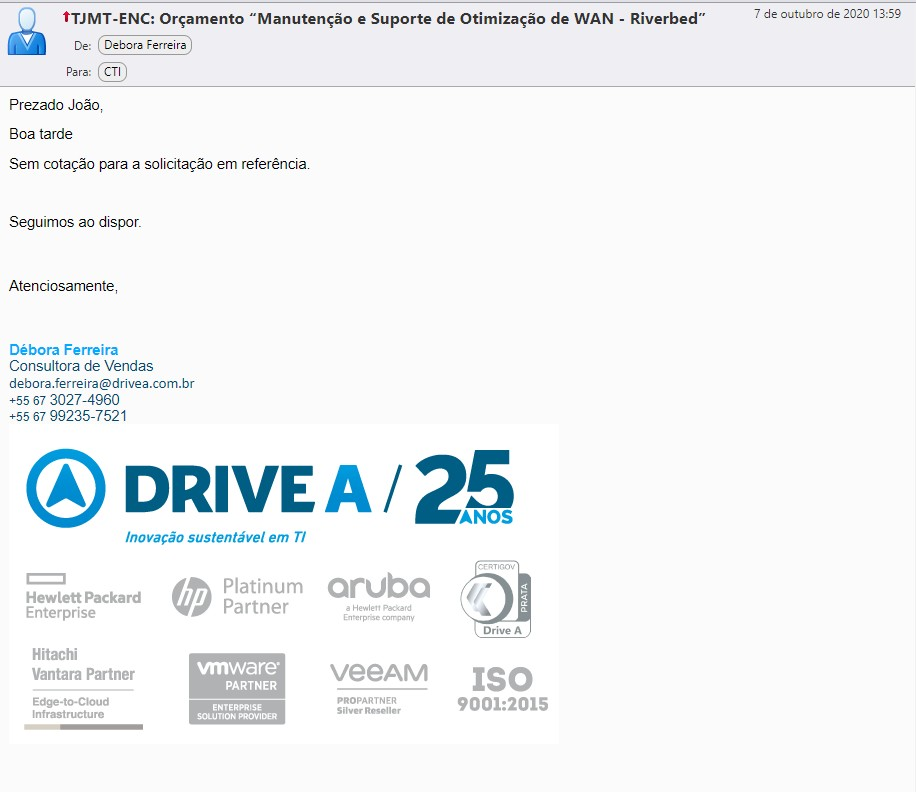 TJMT-ENC: Orçamento “Manutenção e Suporte de Otimização de WAN - Riverbed”
7 de outubro de 2020 13:59
De: Debora Ferreira
Para: CTI
Prezado João,
Boa tarde
Sem cotação para a solicitação em referência.
Seguimos ao dispor.
Atenciosamente,
Débora Ferreira
Consultora de Vendas
debora.ferreira@drivea.com.br
+55 67 3027-4960
+55 67 99235-7521
DRIVE A / 25
ANOS
Inovação sustentável em TI
Hewlett Packard
Enterprise
hp Platinum
Partner
aruba
a Hewlett Packard
Enterprise company
CERTIGOV
PRATA
Drive A
Hitachi
Vantara Partner
Edge-to-Cloud
Infrastructure
vmware®
PARTNER
ENTERPRISE
SOLUTION PROVIDER
VEEAM
PROPARTNER
Silver Reseller
ISO
9001:2015